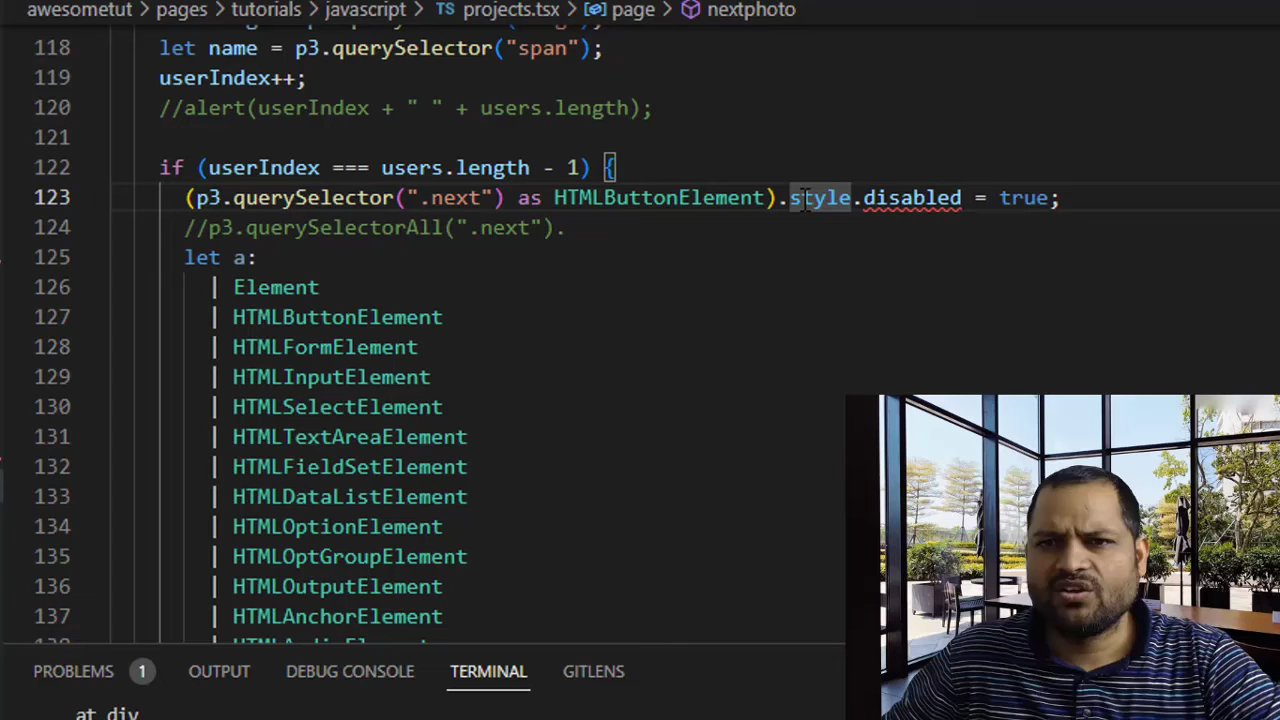 awesometut > pages > tutorials > javascript > TS projects.tsx > page > nextphoto
118 let name = p3.querySelector("span");
119 userIndex++;
120 //alert(userIndex + " " + users.length);
121
122 if (userIndex === users.length - 1) {
123 (p3.querySelector(".next") as HTMLButtonElement).style.disabled = true;
124 //p3.querySelectorAll(".next").
125 let a:
126 | Element
127 | HTMLButtonElement
128 | HTMLFormElement
129 | HTMLInputElement
130 | HTMLSelectElement
131 | HTMLTextAreaElement
132 | HTMLFieldSetElement
133 | HTMLDataListElement
134 | HTMLOptionElement
135 | HTMLOptGroupElement
136 | HTMLOutputElement
137 | HTMLAnchorElement
PROBLEMS 1 OUTPUT DEBUG CONSOLE TERMINAL GITLENS
at div